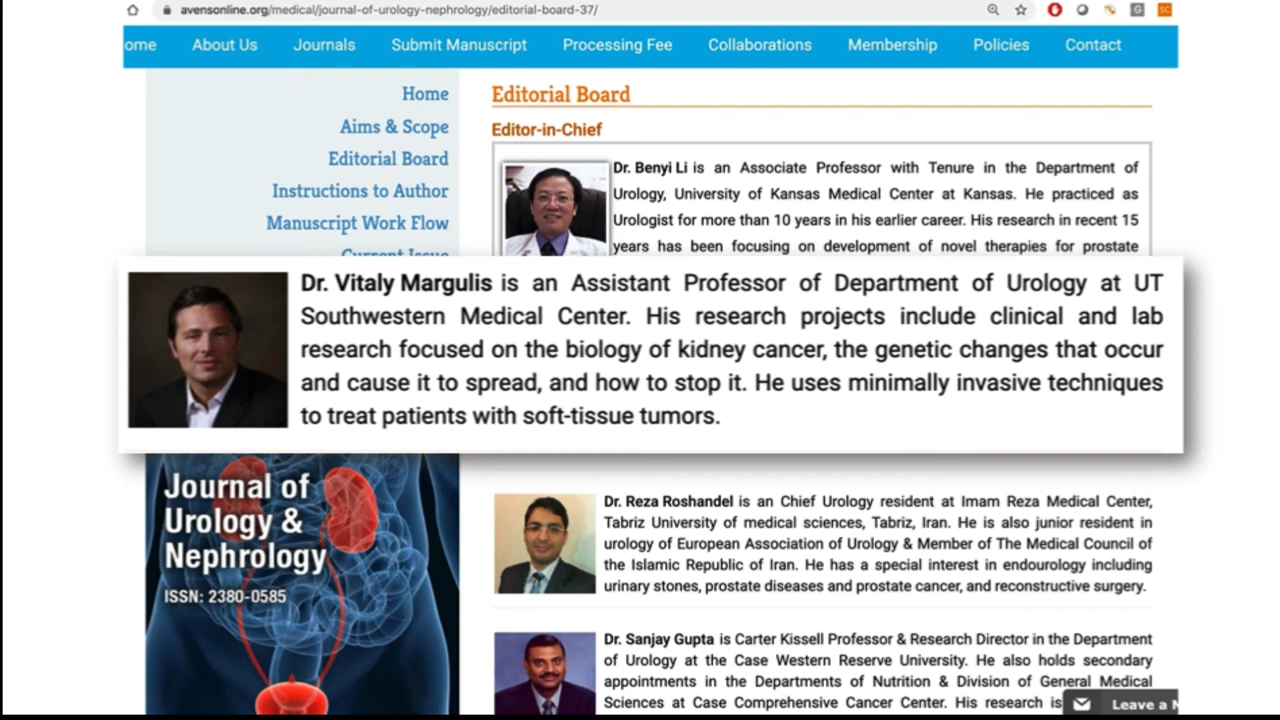 avensonline.org/medical/journal-of-urology-nephrology/editorial-board-37/
ome About Us Journals Submit Manuscript Processing Fee Collaborations Membership Policies Contact
Home
Aims & Scope
Editorial Board
Instructions to Author
Manuscript Work Flow
Current Issue
Editorial Board
Editor-in-Chief
Dr. Benyi Li is an Associate Professor with Tenure in the Department of
Urology, University of Kansas Medical Center at Kansas. He practiced as
Urologist for more than 10 years in his earlier career. His research in recent 15
years has been focusing on development of novel therapies for prostate
Dr. Vitaly Margulis is an Assistant Professor of Department of Urology at UT
Southwestern Medical Center. His research projects include clinical and lab
research focused on the biology of kidney cancer, the genetic changes that occur
and cause it to spread, and how to stop it. He uses minimally invasive techniques
to treat patients with soft-tissue tumors.
Journal of
Urology &
Nephrology
ISSN: 2380-0585
Dr. Reza Roshandel is an Chief Urology resident at Imam Reza Medical Center,
Tabriz University of medical sciences, Tabriz, Iran. He is also junior resident in
urology of European Association of Urology & Member of The Medical Council of
the Islamic Republic of Iran. He has a special interest in endourology including
urinary stones, prostate diseases and prostate cancer, and reconstructive surgery.
Dr. Sanjay Gupta is Carter Kissell Professor & Research Director in the Department
of Urology at the Case Western Reserve University. He also holds secondary
appointments in the Departments of Nutrition & Division of General Medical
Sciences at Case Comprehensive Cancer Center. His research is
Leave a